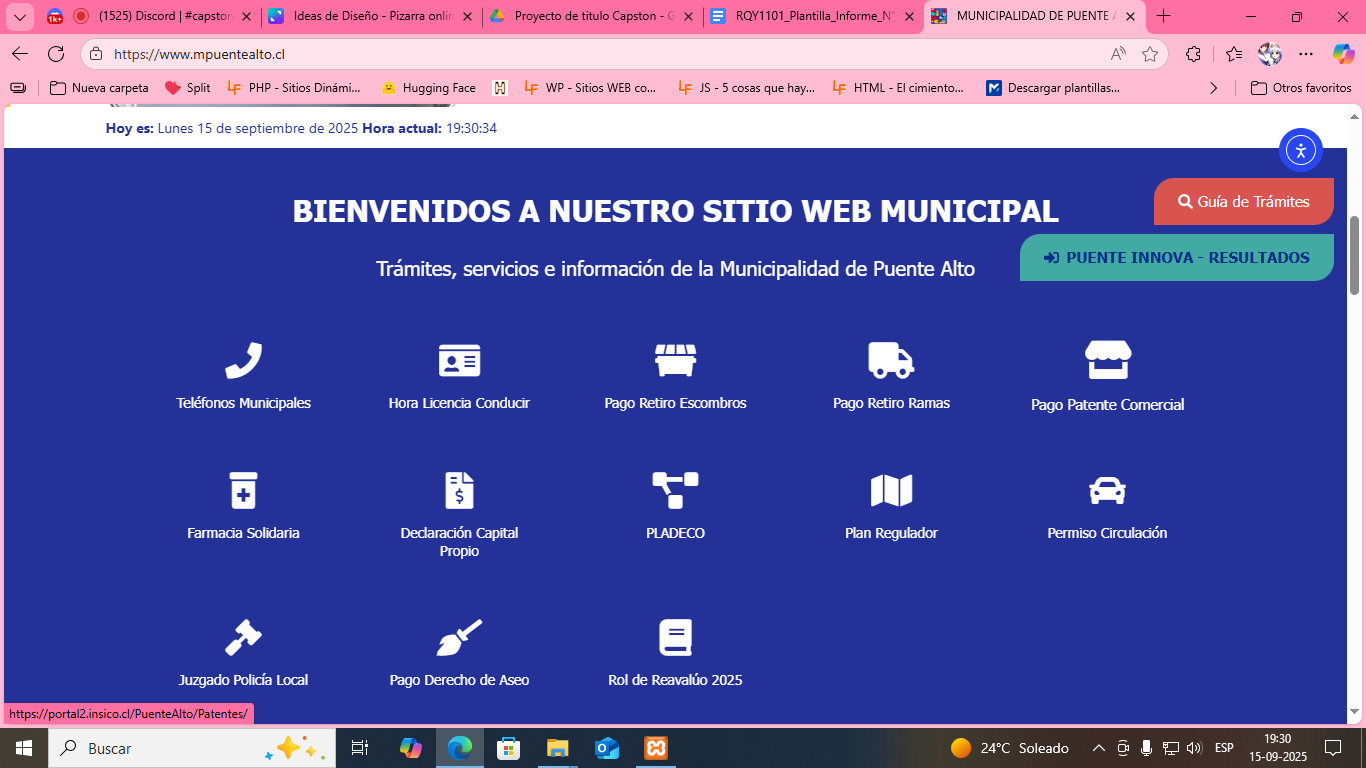 1k+
(1525) Discord | #capston
Ideas de Diseño - Pizarra onlin
Proyecto de titulo Capston - G
RQY1101_Plantilla_Informe_N°
MUNICIPALIDAD DE PUENTE A
https://www.mpuentealto.cl
Nueva carpeta
Split
PHP - Sitios Dinámi...
Hugging Face
WP - Sitios WEB co...
JS - 5 cosas que hay...
HTML - El cimiento...
Descargar plantillas...
Otros favoritos
Hoy es: Lunes 15 de septiembre de 2025 Hora actual: 19:30:34
BIENVENIDOS A NUESTRO SITIO WEB MUNICIPAL
Guía de Trámites
PUENTE INNOVA - RESULTADOS
Trámites, servicios e información de la Municipalidad de Puente Alto
Teléfonos Municipales
Hora Licencia Conducir
Pago Retiro Escombros
Pago Retiro Ramas
Pago Patente Comercial
Farmacia Solidaria
Declaración Capital
Propio
PLADECO
Plan Regulador
Permiso Circulación
Juzgado Policía Local
Pago Derecho de Aseo
Rol de Reavalúo 2025
https://portal2.insico.cl/PuenteAlto/Patentes/
Buscar
24°C Soleado
ESP
19:30
15-09-2025